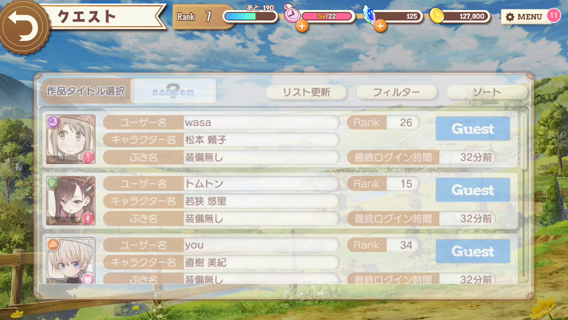 クエスト
Rank 7
あと 190
14/22
125
127,800
MENU 11
作品タイトル選択
リスト更新
フィルター
ソート
ユーザー名 wasa
Rank 26
Guest
キャラクター名 松本 頼子
ぶき名 装備無し
最終ログイン時間 32分前
ユーザー名 トムトン
Rank 15
Guest
キャラクター名 若狭 悠里
ぶき名 装備無し
最終ログイン時間 32分前
ユーザー名 you
Rank 34
Guest
キャラクター名 直樹 美紀
ぶき名 装備無し
最終ログイン時間 32分前